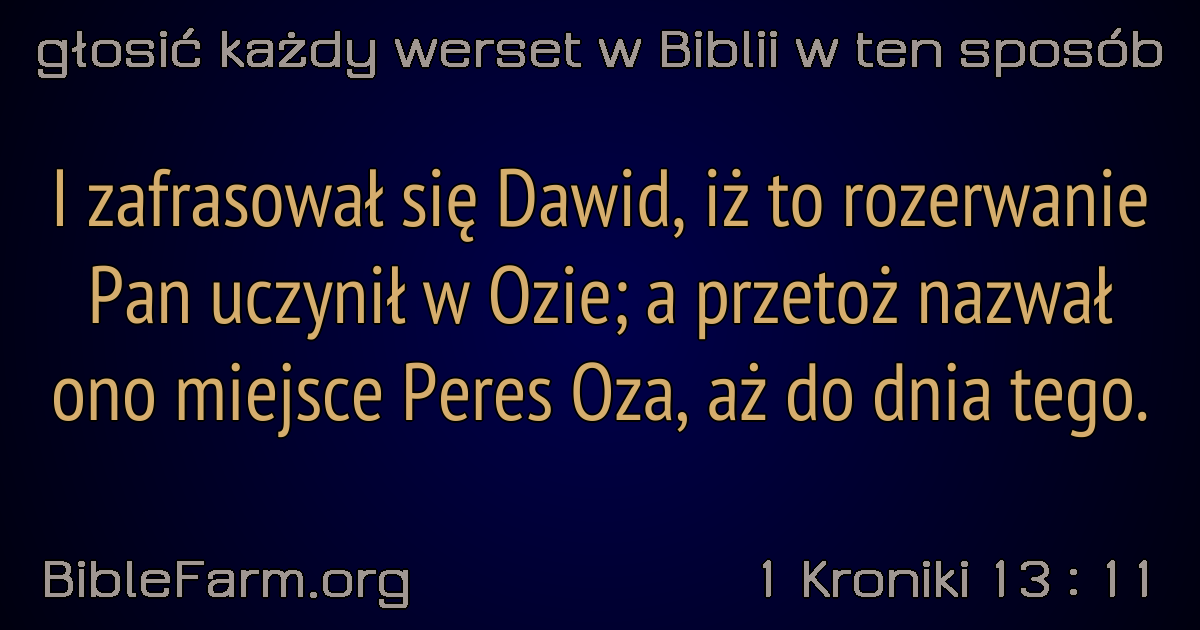 głosić każdy werset w Biblii w ten sposób
I zafrasował się Dawid, iż to rozerwanie
Pan uczynił w Ozie; a przetoż nazwał
ono miejsce Peres Oza, aż do dnia tego.
BibleFarm.org
1 Kroniki 13 : 11